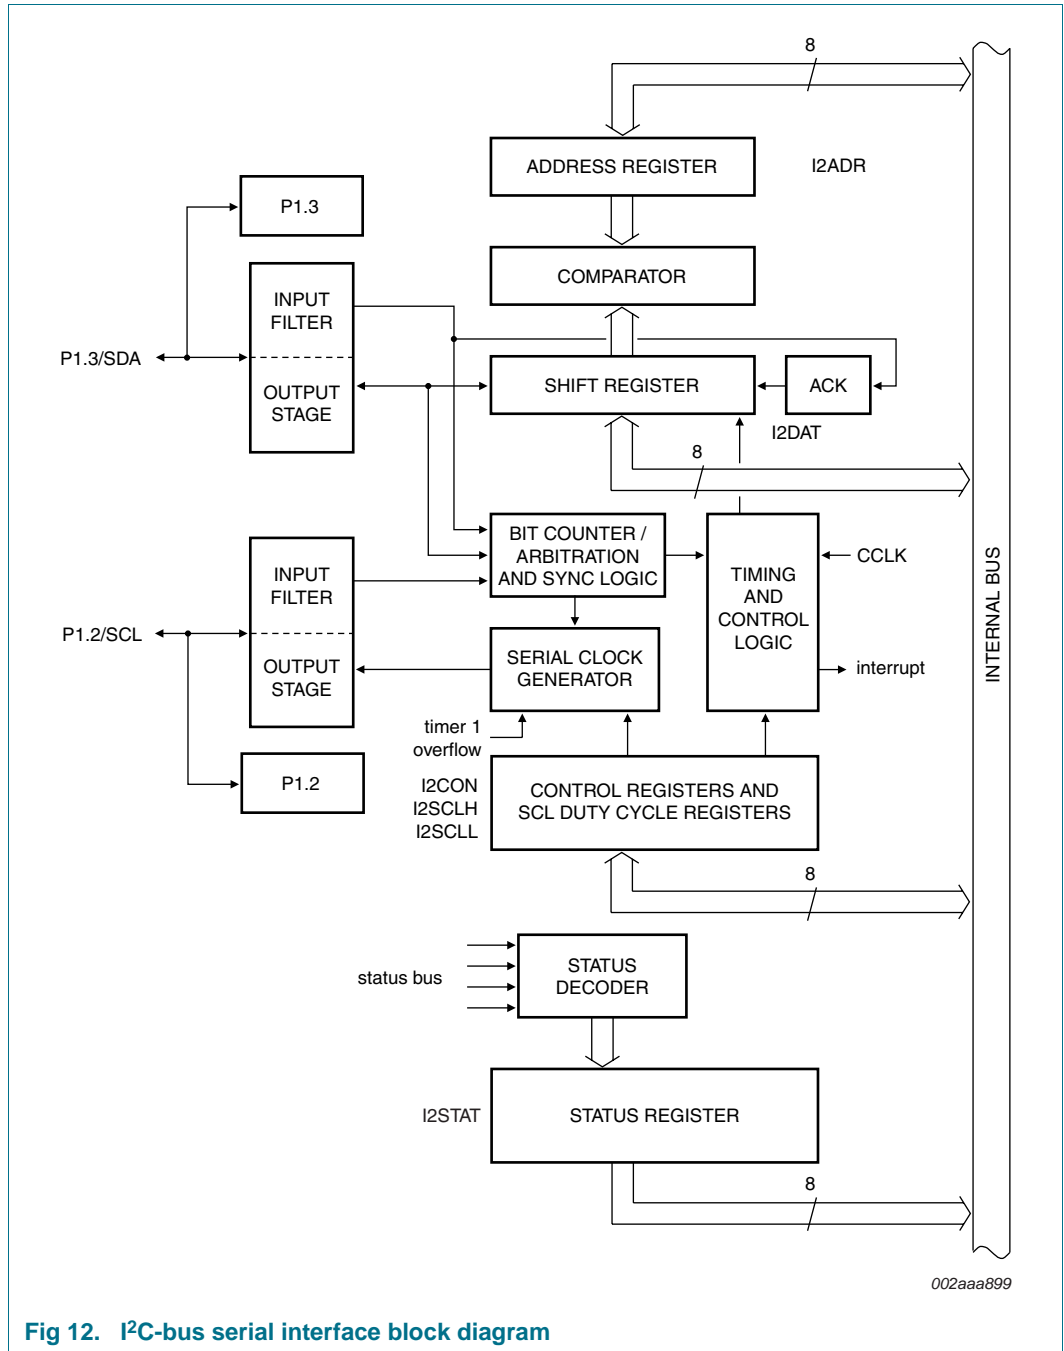 8
ADDRESS REGISTER
I2ADR
P1.3
COMPARATOR
INPUT
FILTER
P1.3/SDA
OUTPUT
STAGE
SHIFT REGISTER
ACK
I2DAT
8
BIT COUNTER /
ARBITRATION
AND SYNC LOGIC
INPUT
FILTER
TIMING
AND
CONTROL
LOGIC
CCLK
INTERNAL BUS
P1.2/SCL
OUTPUT
STAGE
SERIAL CLOCK
GENERATOR
interrupt
timer 1
overflow
P1.2
I2CON
I2SCLH
I2SCLL
CONTROL REGISTERS AND
SCL DUTY CYCLE REGISTERS
8
status bus
STATUS
DECODER
I2STAT
STATUS REGISTER
8
002aaa899
Fig 12. I²C-bus serial interface block diagram